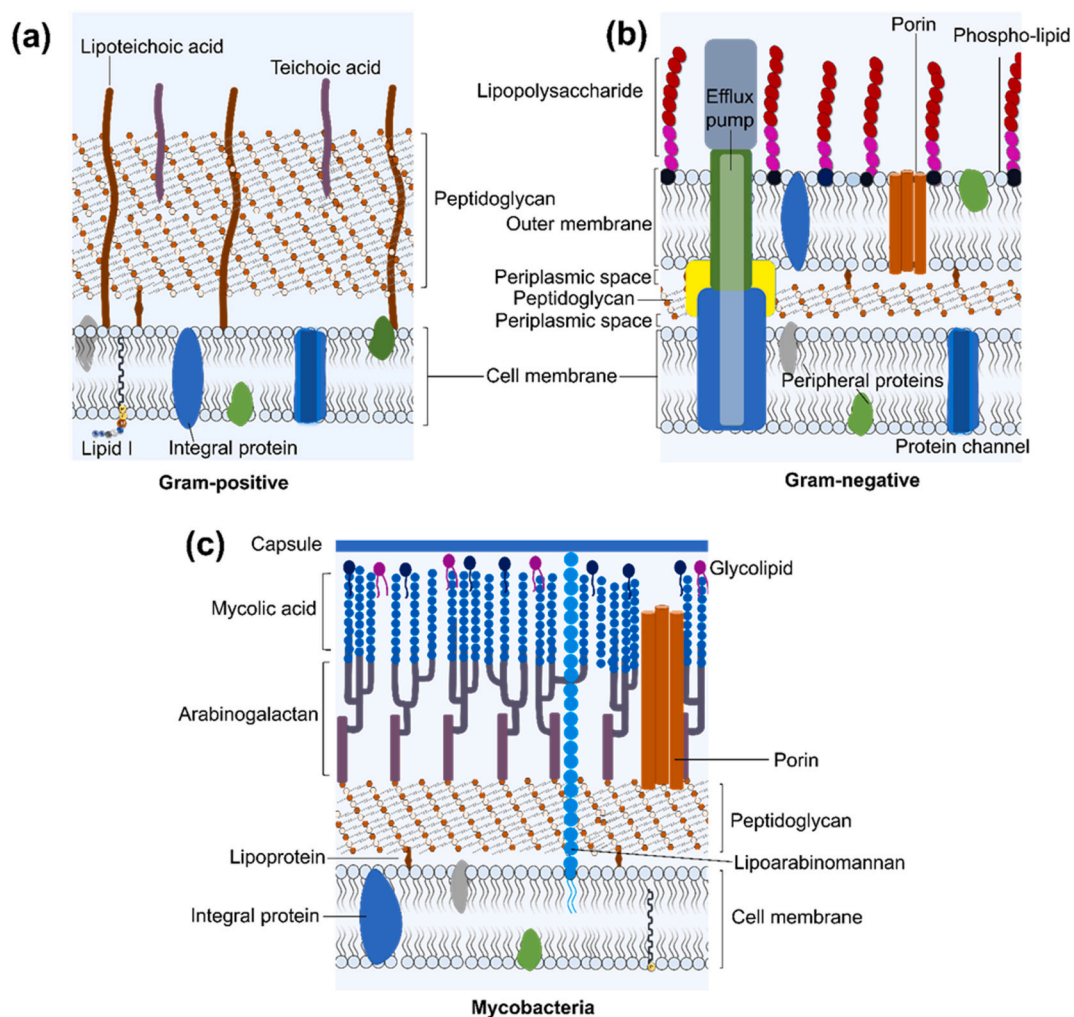 (a)
Lipoteichoic acid
Teichoic acid
Peptidoglycan
Cell membrane
Lipid I
Integral protein
Gram-positive
(b)
Porin
Phospho-lipid
Lipopolysaccharide
Efflux
pump
Outer membrane
Periplasmic space
Peptidoglycan
Periplasmic space
Peripheral proteins
Protein channel
Gram-negative
(c)
Capsule
Glycolipid
Mycolic acid
Arabinogalactan
Porin
Peptidoglycan
Lipoprotein
Lipoarabinomannan
Integral protein
Cell membrane
Mycobacteria